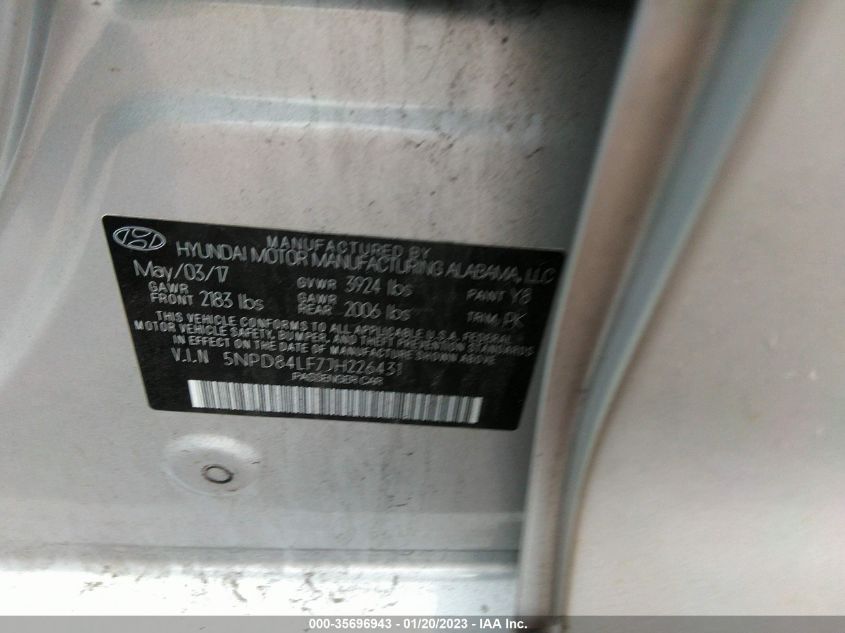 MANUFACTURED BY
HYUNDAI MOTOR MANUFACTURING ALABAMA, LLC
May/03/17 GVWR 3924 lbs PAINT Y8
GAWR FRONT 2183 lbs GAWR REAR 2006 lbs TRIM PK
THIS VEHICLE CONFORMS TO ALL APPLICABLE U.S. FEDERAL
MOTOR VEHICLE SAFETY, BUMPER, AND THEFT PREVENTION STANDARDS
IN EFFECT ON THE DATE OF MANUFACTURE SHOWN ABOVE.
V.I.N 5NPD84LF7JH226431
PASSENGER CAR
000-35696943 - 01/20/2023 - IAA Inc.